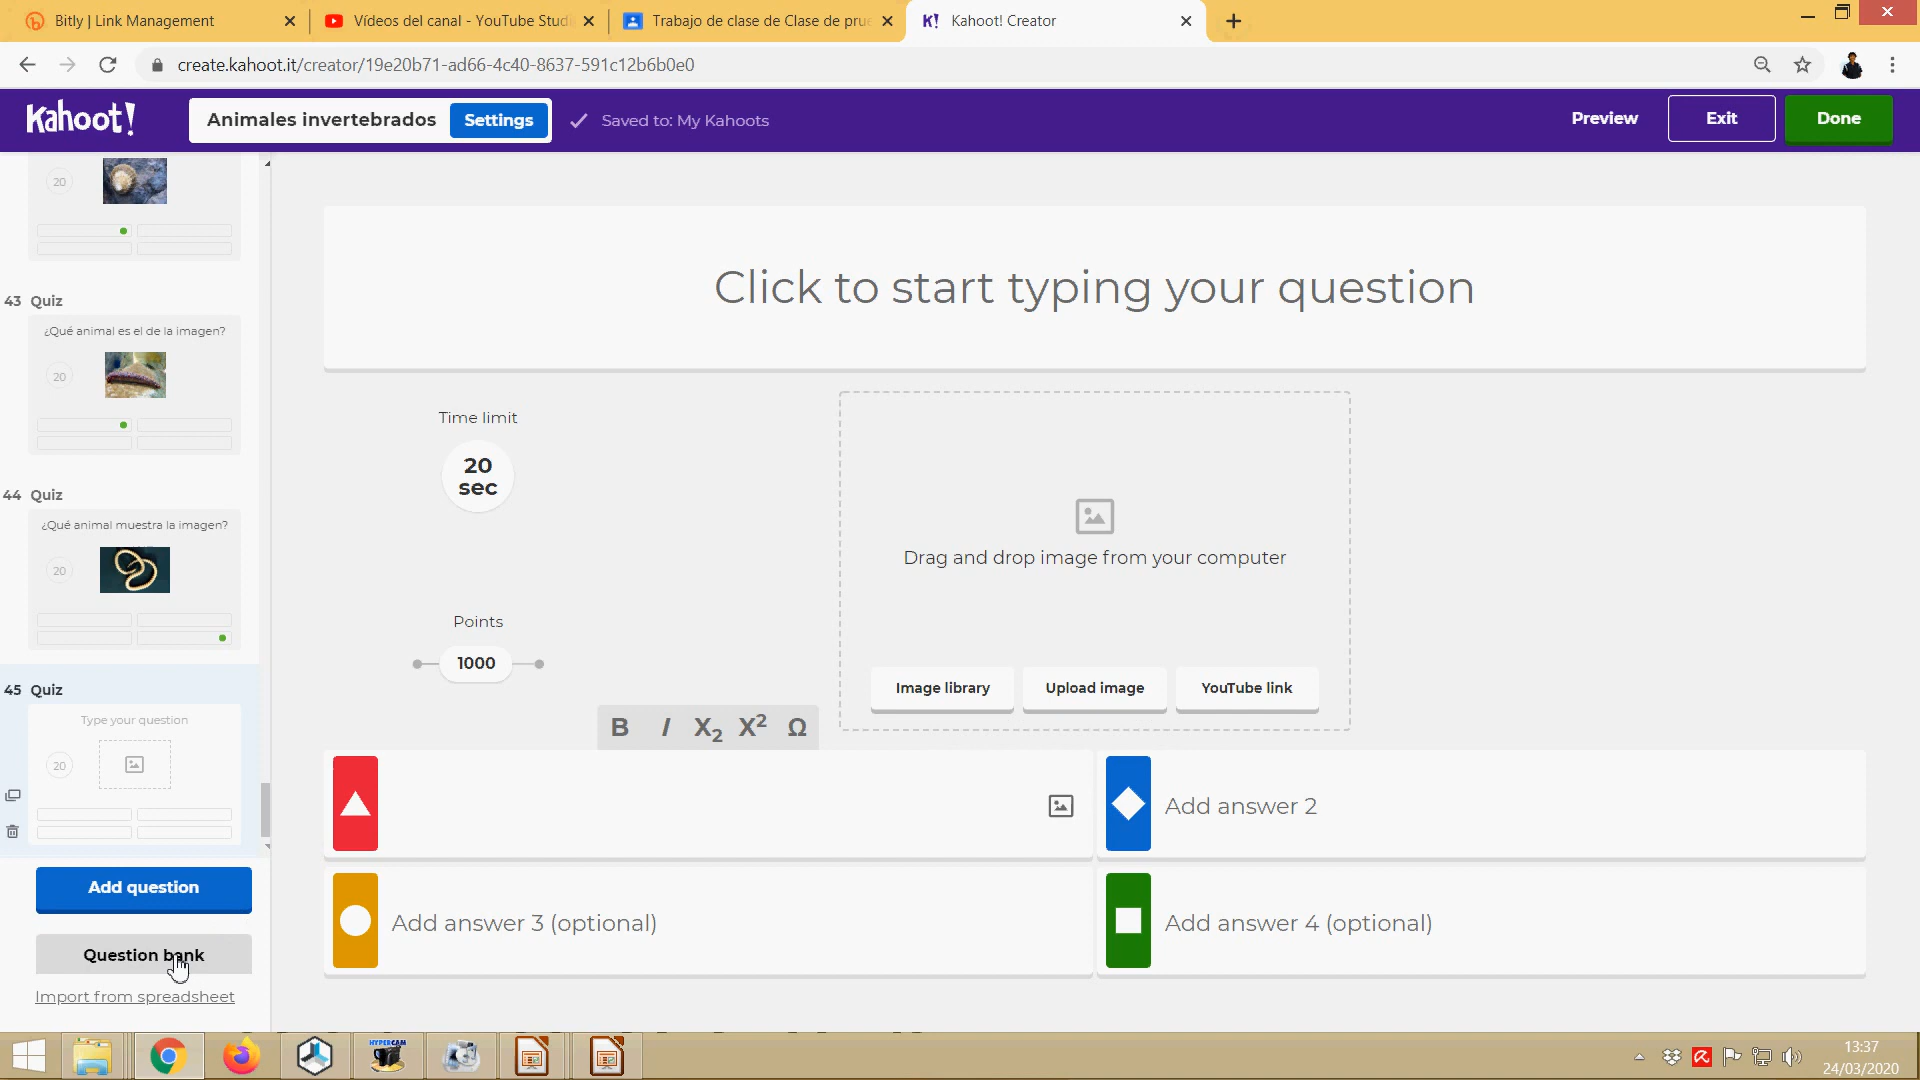 Bitly | Link Management
Vídeos del canal - YouTube Studi
Trabajo de clase de Clase de prue
K! Kahoot! Creator
create.kahoot.it/creator/19e20b71-ad66-4c40-8637-591c12b6b0e0
Kahoot!
Animales invertebrados
Settings
Saved to: My Kahoots
Preview
Exit
Done
20
43 Quiz
¿Qué animal es el de la imagen?
20
44 Quiz
¿Qué animal muestra la imagen?
20
45 Quiz
Type your question
20
Add question
Question bank
Import from spreadsheet
Click to start typing your question
Time limit
20
sec
Points
1000
Drag and drop image from your computer
Image library
Upload image
YouTube link
B I X₂ X² Ω
Add answer 2
Add answer 3 (optional)
Add answer 4 (optional)
HYPERCAM
13:37
24/03/2020